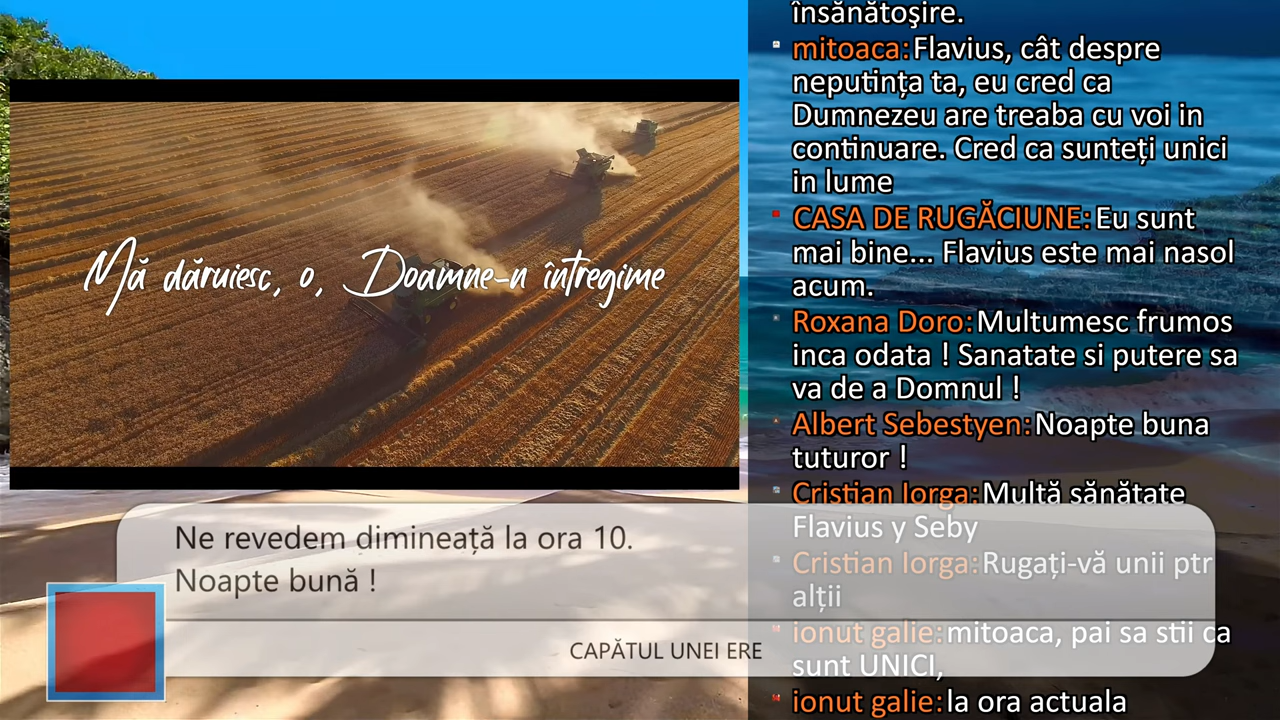 Mă dăruiesc, o, Doamne-n întregime
însănătoşire.
mitoaca: Flavius, cât despre
neputința ta, eu cred ca
Dumnezeu are treaba cu voi in
continuare. Cred ca sunteți unici
in lume
CASA DE RUGĂCIUNE: Eu sunt
mai bine... Flavius este mai nasol
acum.
Roxana Doro: Multumesc frumos
inca odata ! Sanatate si putere sa
va de a Domnul !
Albert Sebestyen: Noapte buna
tuturor !
Cristian Iorga: Multă sănătate
Flavius y Seby
Cristian Iorga: Rugați-vă unii ptr
alții
ionut galie: mitoaca, pai sa stii ca
sunt UNICI,
ionut galie: la ora actuala
Ne revedem dimineață la ora 10.
Noapte bună !
CAPĂTUL UNEI ERE